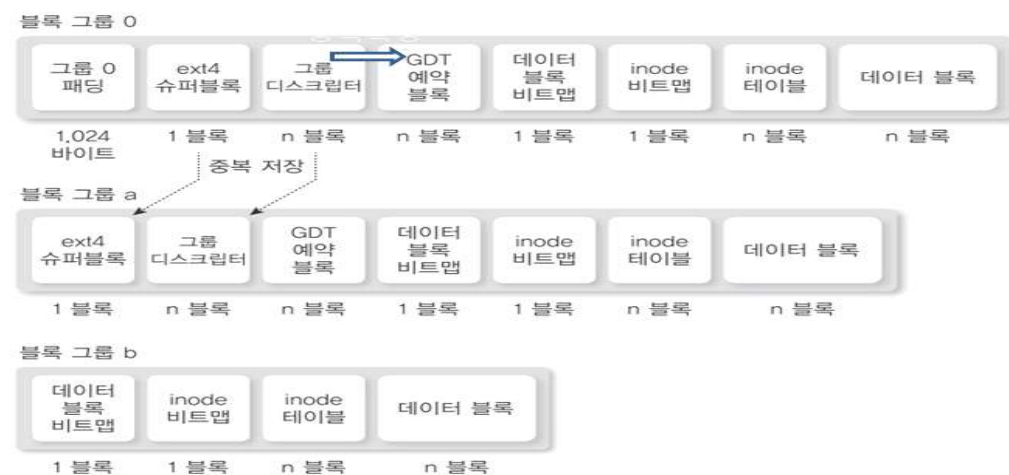 블록 그룹 0
그룹 0
패딩
ext4
슈퍼블록
그룹
디스크립터
GDT
예약
블록
데이터
블록
비트맵
inode
비트맵
inode
테이블
데이터 블록
1,024
바이트
1 블록
n 블록
n 블록
1 블록
1 블록
n 블록
n 블록
중복 저장
블록 그룹 a
ext4
슈퍼블록
그룹
디스크립터
GDT
예약
블록
데이터
블록
비트맵
inode
비트맵
inode
테이블
데이터 블록
1 블록
n 블록
n 블록
1 블록
1 블록
n 블록
n 블록
블록 그룹 b
데이터
블록
비트맵
inode
비트맵
inode
테이블
데이터 블록
1 블록
1 블록
n 블록
n 블록